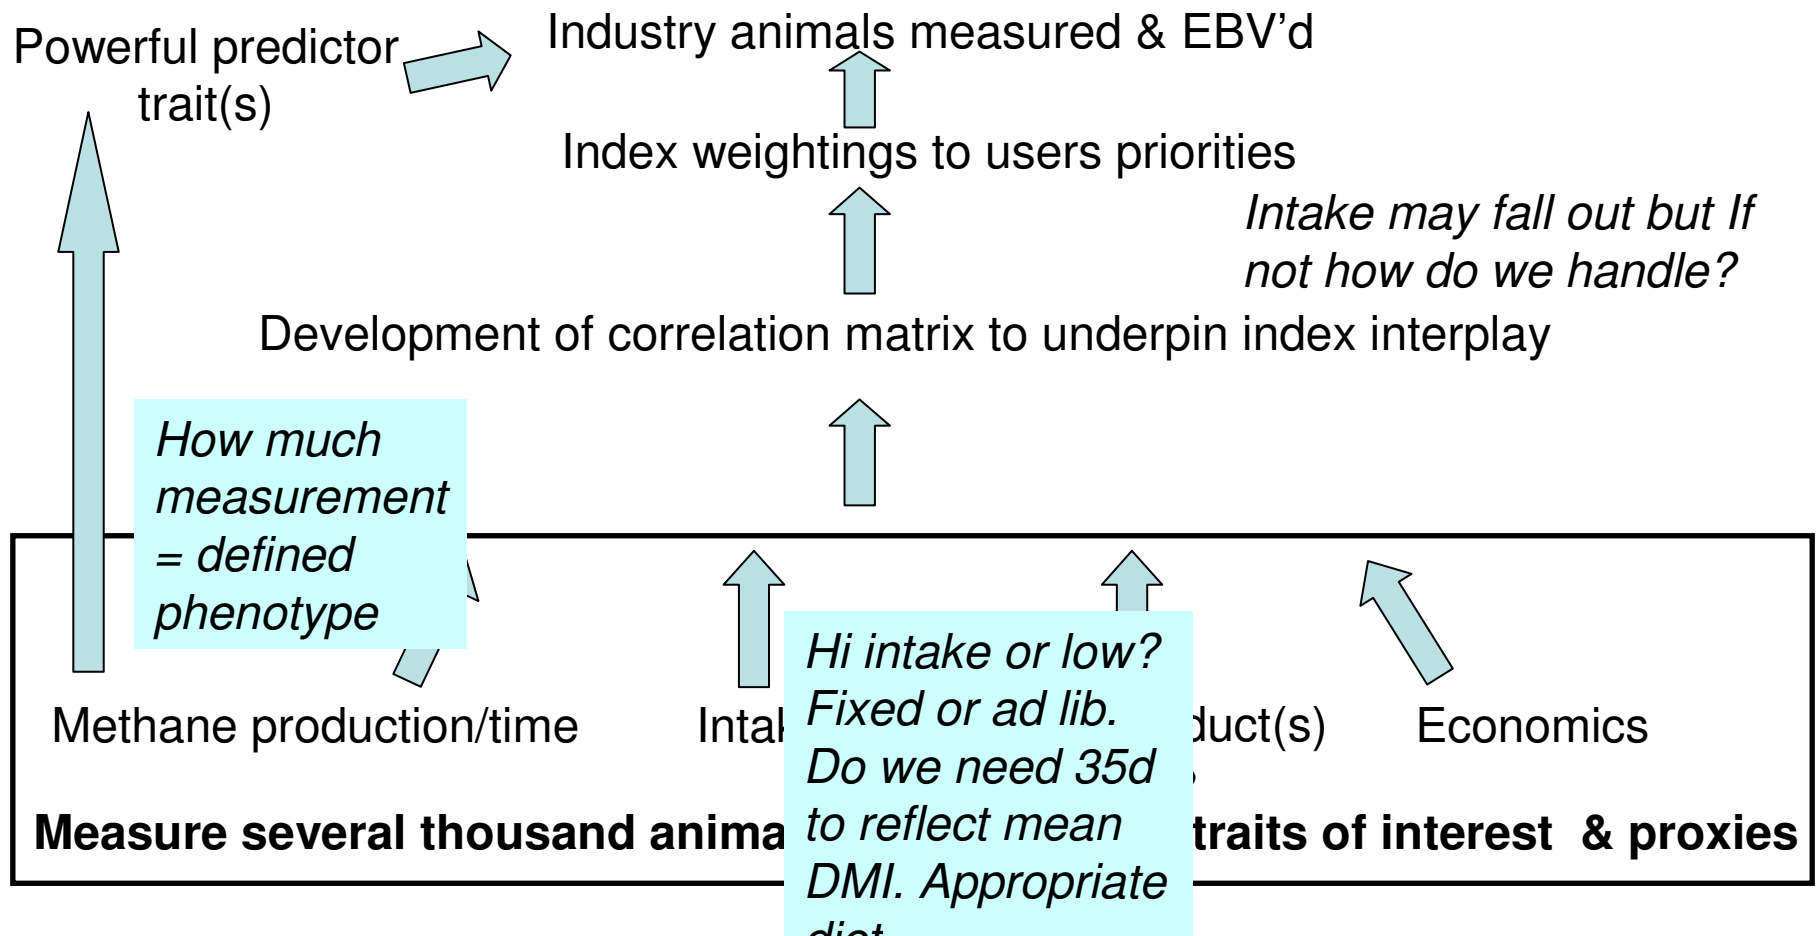 Powerful predictor
trait(s)
Industry animals measured & EBV’d
Index weightings to users priorities
Intake may fall out but If
not how do we handle?
Development of correlation matrix to underpin index interplay
How much
measurement
= defined
phenotype
Hi intake or low?
Fixed or ad lib.
Do we need 35d
to reflect mean
DMI. Appropriate
Methane production/time
Economics
Measure several thousand
traits of interest & proxies